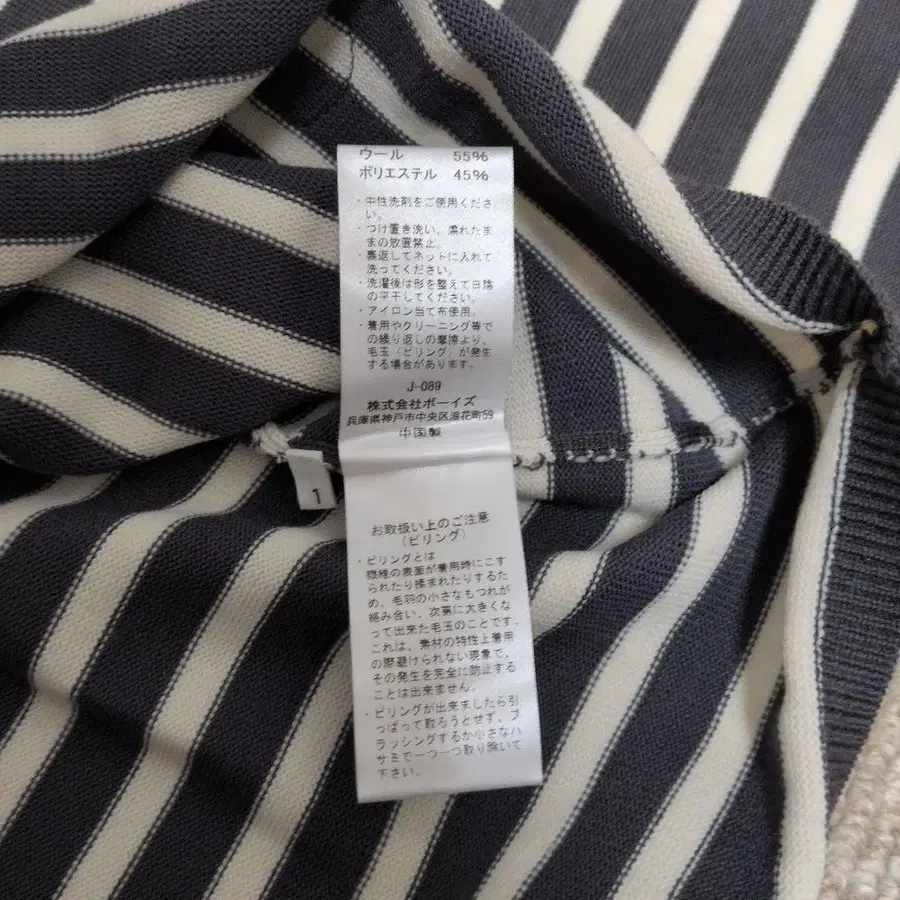 ウール 55%
ポリエステル 45%
・中性洗剤をご使用くださ
い。
・つけ置き洗い、濡れたま
まの放置禁止。
・裏返してネットに入れて
洗ってください。
・洗濯後は形を整えて日陰
の平干してください。
・アイロン当て布使用。
・着用やクリーニング等で
の繰り返しの摩擦より、
毛玉（ピリング）が発生
する場合があります。
J-089
株式会社ボーイズ
兵庫県神戸市中央区浪花町59
中国製
1
お取扱い上のご注意
（ピリング）
・ピリングとは
繊維の表面が着用時にこす
られたり揉まれたりするた
め、毛羽の小さなもつれが
絡み合い、次第に大きくな
って出来た毛玉のことです。
これは、素材の特性上着用
の際避けられない現象で、
その発生を完全に防止する
ことは出来ません。
・ピリングが出来ましたら引
っぱって取ろうとせず、ブ
ラッシングするか小さなハ
サミで一つ一つ取り除いて
下さい。